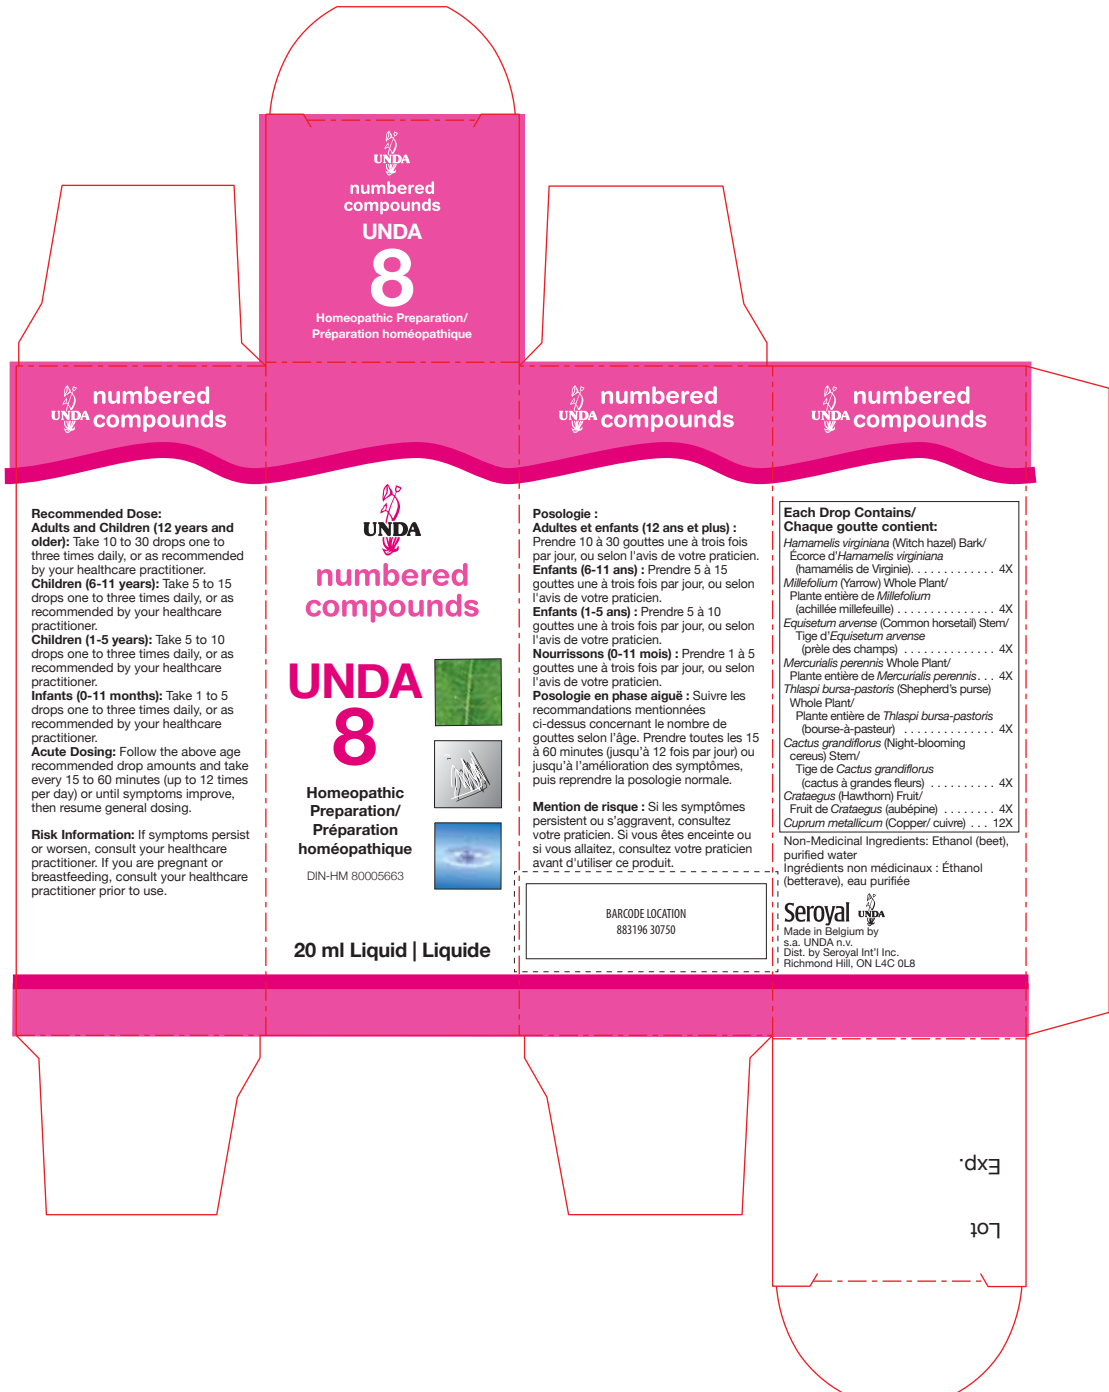 UNDA
numbered
compounds
UNDA
8
Homeopathic Preparation/
Préparation homéopathique
UNDA
numbered
compounds
UNDA
numbered
compounds
UNDA
numbered
compounds
Recommended Dose:
Adults and Children (12 years and
older): Take 10 to 30 drops one to
three times daily, or as recommended
by your healthcare practitioner.
Children (6-11 years): Take 5 to 15
drops one to three times daily, or as
recommended by your healthcare
practitioner.
Children (1-5 years): Take 5 to 10
drops one to three times daily, or as
recommended by your healthcare
practitioner.
Infants (0-11 months): Take 1 to 5
drops one to three times daily, or as
recommended by your healthcare
practitioner.
Acute Dosing: Follow the above age
recommended drop amounts and take
every 15 to 60 minutes (up to 12 times
per day) or until symptoms improve,
then resume general dosing.
Risk Information: If symptoms persist
or worsen, consult your healthcare
practitioner. If you are pregnant or
breastfeeding, consult your healthcare
practitioner prior to use.
UNDA
numbered
compounds
UNDA
8
Homeopathic
Preparation/
Préparation
homéopathique
DIN-HM 80005663
20 ml Liquid | Liquide
Posologie :
Adultes et enfants (12 ans et plus) :
Prendre 10 à 30 gouttes une à trois fois
par jour, ou selon l'avis de votre praticien.
Enfants (6-11 ans) : Prendre 5 à 15
gouttes une à trois fois par jour, ou selon
l'avis de votre praticien.
Enfants (1-5 ans) : Prendre 5 à 10
gouttes une à trois fois par jour, ou selon
l'avis de votre praticien.
Nourrissons (0-11 mois) : Prendre 1 à 5
gouttes une à trois fois par jour, ou selon
l'avis de votre praticien.
Posologie en phase aiguë : Suivre les
recommandations mentionnées
ci-dessus concernant le nombre de
gouttes selon l'âge. Prendre toutes les 15
à 60 minutes (jusqu'à 12 fois par jour) ou
jusqu'à l'amélioration des symptômes,
puis reprendre la posologie normale.
Mention de risque : Si les symptômes
persistent ou s'aggravent, consultez
votre praticien. Si vous êtes enceinte ou
si vous allaitez, consultez votre praticien
avant d'utiliser ce produit.
BARCODE LOCATION
883196 30750
Each Drop Contains/
Chaque goutte contient:
Hamamelis virginiana (Witch hazel) Bark/
Écorce d'Hamamelis virginiana
(hamamélis de Virginie). . . . . . . . . . . . . 4X
Millefolium (Yarrow) Whole Plant/
Plante entière de Millefolium
(achillée millefeuille) . . . . . . . . . . . . . . . 4X
Equisetum arvense (Common horsetail) Stem/
Tige d'Equisetum arvense
(prèle des champs) . . . . . . . . . . . . . . 4X
Mercurialis perennis Whole Plant/
Plante entière de Mercurialis perennis. . . 4X
Thlaspi bursa-pastoris (Shepherd's purse)
Whole Plant/
Plante entière de Thlaspi bursa-pastoris
(bourse-à-pasteur) . . . . . . . . . . . . . . . 4X
Cactus grandiflorus (Night-blooming
cereus) Stem/
Tige de Cactus grandiflorus
(cactus à grandes fleurs) . . . . . . . . . . 4X
Crataegus (Hawthorn) Fruit/
Fruit de Crataegus (aubépine) . . . . . . . . 4X
Cuprum metallicum (Copper/ cuivre) . . . 12X
Non-Medicinal Ingredients: Ethanol (beet),
purified water
Ingrédients non médicinaux : Éthanol
(betterave), eau purifiée
Seroyal UNDA
Made in Belgium by
s.a. UNDA n.v.
Dist. by Seroyal Int'l Inc.
Richmond Hill, ON L4C 0L8
Exp.
Lot